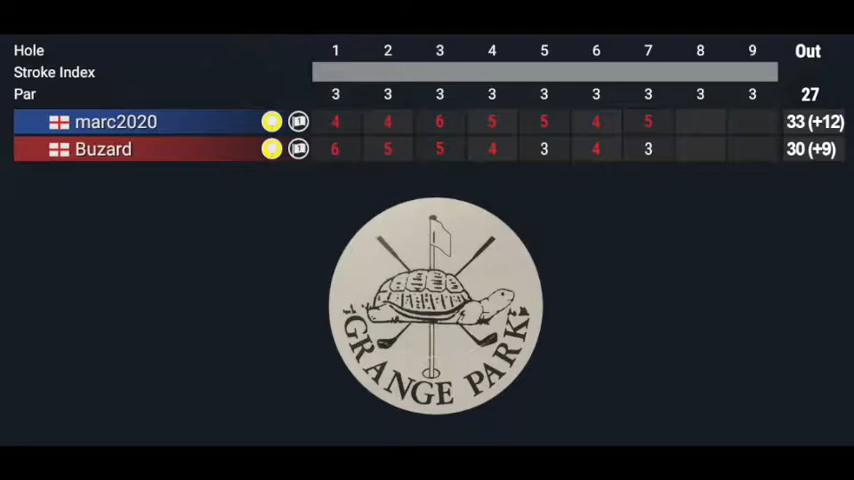 Hole 1 2 3 4 5 6 7 8 9 Out
Stroke Index
Par 3 3 3 3 3 3 3 3 3 27
marc2020 4 4 6 5 5 4 5 33 (+12)
Buzard 6 5 5 4 3 4 3 30 (+9)
GRANGE PARK